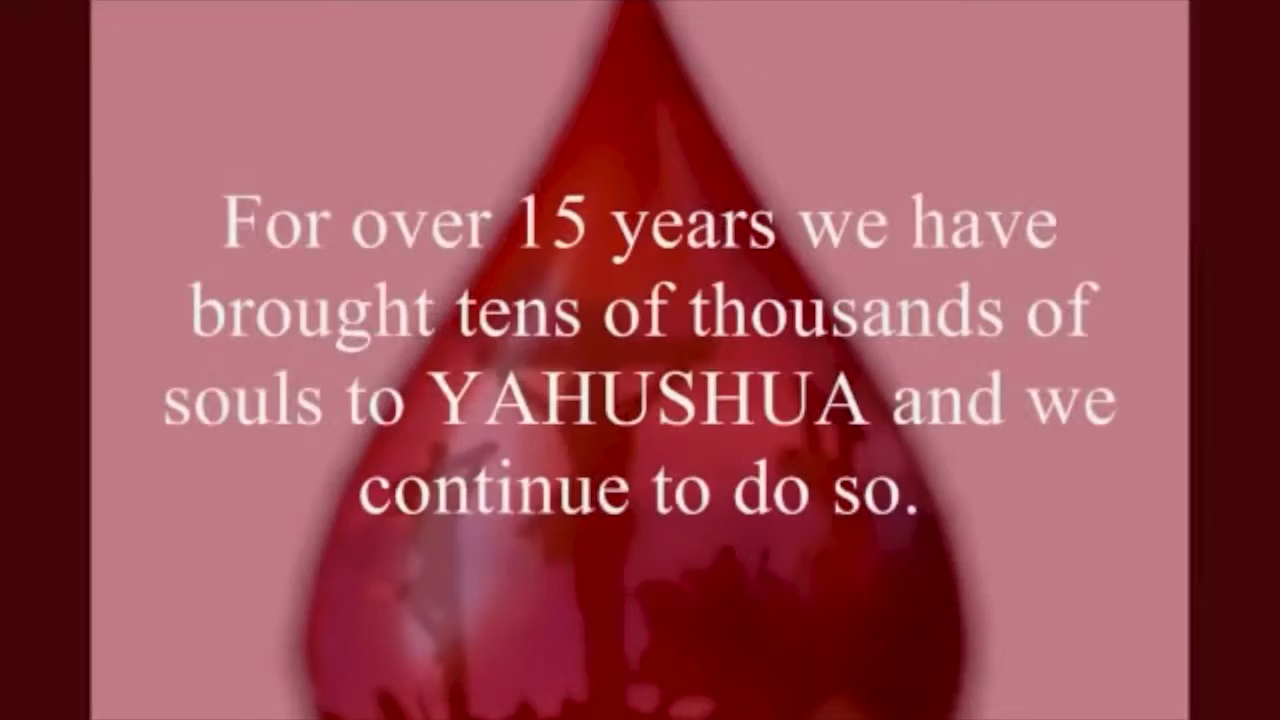 For over 15 years we have
brought tens of thousands of
souls to YAHUSHUA and we
continue to do so.